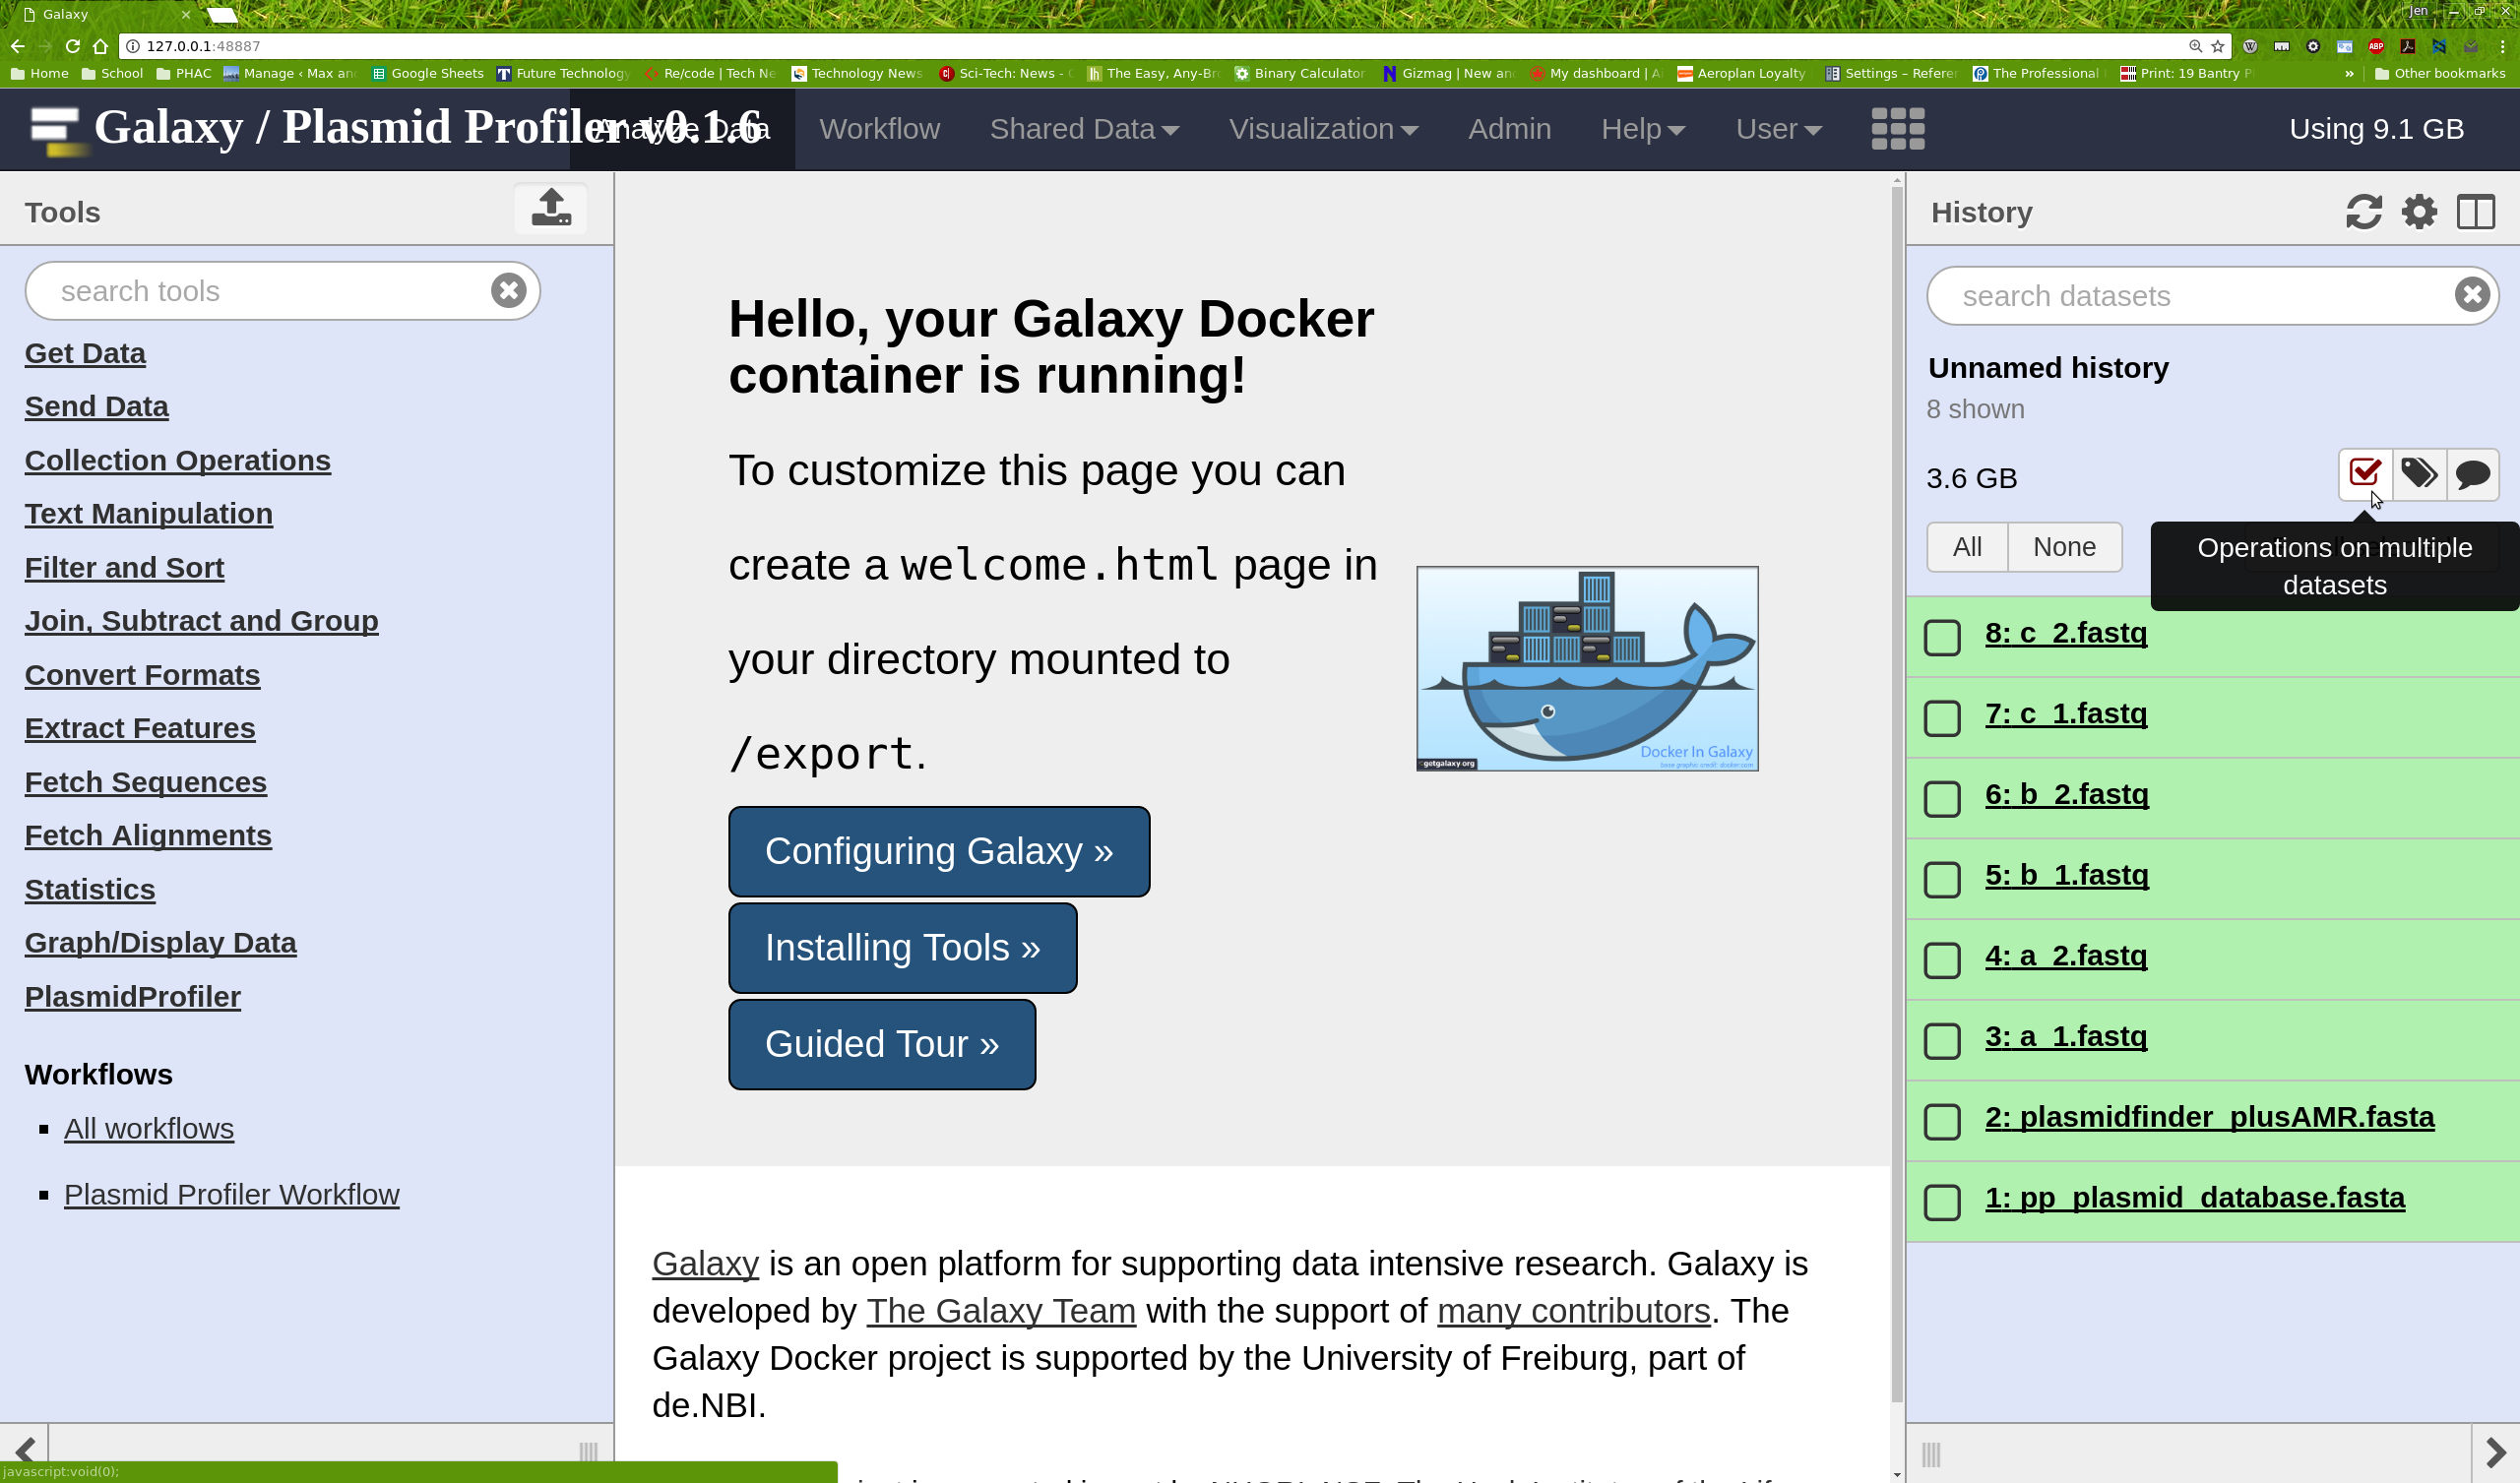 Galaxy
Jen
127.0.0.1:48887
Home School PHAC Manage ‹ Max an Google Sheets Future Technology Re/code | Tech Ne Technology News Sci-Tech: News - The Easy, Any-Br Binary Calculator Gizmag | New an My dashboard | A Aeroplan Loyalty Settings – Refere The Professional Print: 19 Bantry P » Other bookmarks
Galaxy / Plasmid Profiler v0.1.6
Analyze Data Workflow Shared Data Visualization Admin Help User Using 9.1 GB
Tools
search tools
Get Data
Send Data
Collection Operations
Text Manipulation
Filter and Sort
Join, Subtract and Group
Convert Formats
Extract Features
Fetch Sequences
Fetch Alignments
Statistics
Graph/Display Data
PlasmidProfiler
Workflows
All workflows
Plasmid Profiler Workflow
javascript:void(0);
Hello, your Galaxy Docker
container is running!
To customize this page you can
create a welcome.html page in
your directory mounted to
/export.
Docker In Galaxy
base graphic credit: docker.com
getgalaxy.org
Configuring Galaxy »
Installing Tools »
Guided Tour »
Galaxy is an open platform for supporting data intensive research. Galaxy is
developed by The Galaxy Team with the support of many contributors. The
Galaxy Docker project is supported by the University of Freiburg, part of
de.NBI.
History
search datasets
Unnamed history
8 shown
3.6 GB
All None
Operations on multiple
datasets
8: c_2.fastq
7: c_1.fastq
6: b_2.fastq
5: b_1.fastq
4: a_2.fastq
3: a_1.fastq
2: plasmidfinder_plusAMR.fasta
1: pp_plasmid_database.fasta